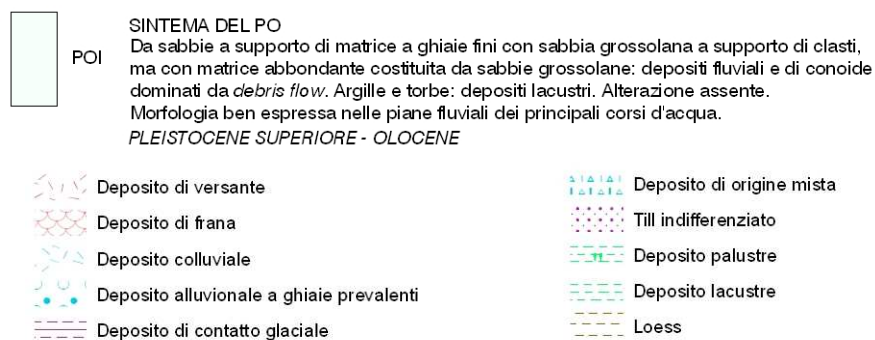 SINTEMA DEL PO
POI
Da sabbie a supporto di matrice a ghiaie fini con sabbia grossolana a supporto di clasti,
ma con matrice abbondante costituita da sabbie grossolane: depositi fluviali e di conoide
dominati da debris flow. Argille e torbe: depositi lacustri. Alterazione assente.
Morfologia ben espressa nelle piane fluviali dei principali corsi d'acqua.
PLEISTOCENE SUPERIORE - OLOCENE
Deposito di versante
Deposito di frana
Deposito colluviale
Deposito alluvionale a ghiaie prevalenti
Deposito di contatto glaciale
Deposito di origine mista
Till indifferenziato
Deposito palustre
Deposito lacustre
Loess